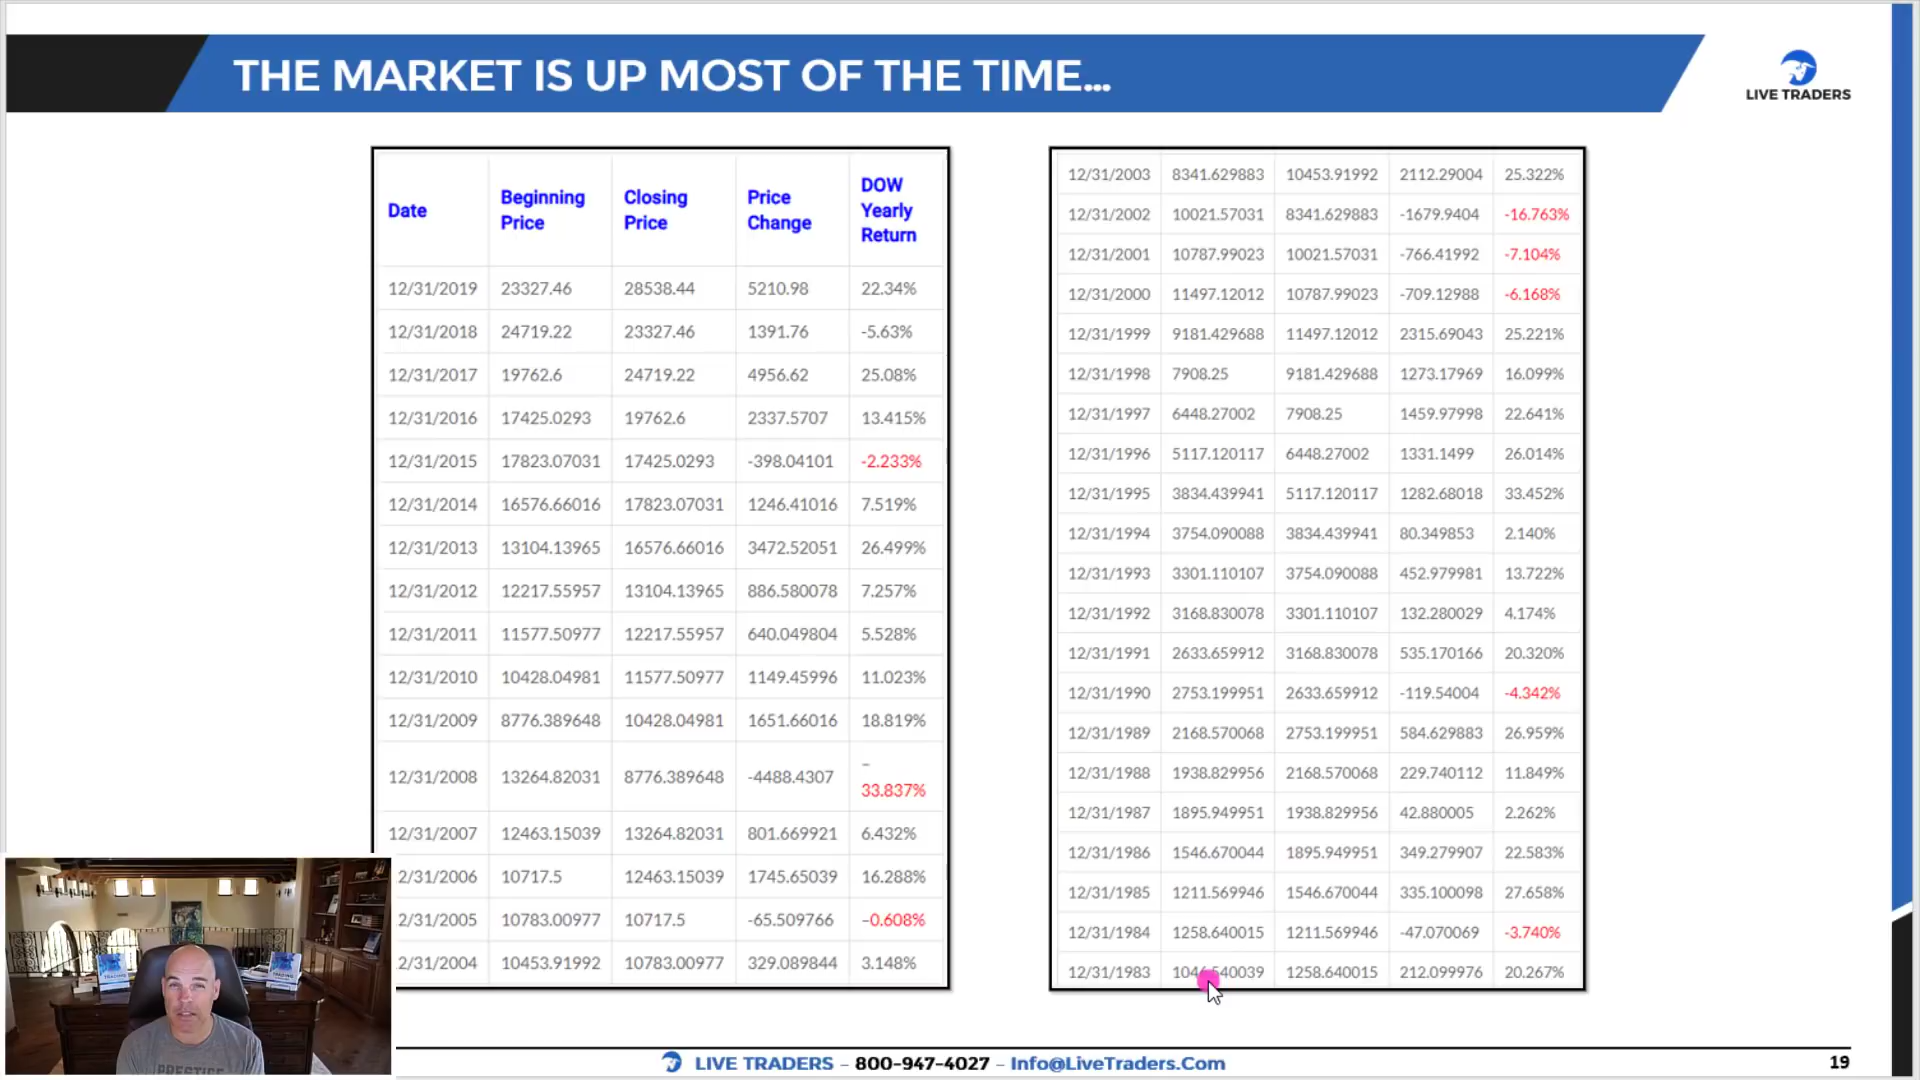 THE MARKET IS UP MOST OF THE TIME...
LIVE TRADERS
Date Beginning Price Closing Price Price Change DOW Yearly Return
12/31/2019 23327.46 28538.44 5210.98 22.34%
12/31/2018 24719.22 23327.46 1391.76 -5.63%
12/31/2017 19762.6 24719.22 4956.62 25.08%
12/31/2016 17425.0293 19762.6 2337.5707 13.415%
12/31/2015 17823.07031 17425.0293 -398.04101 -2.233%
12/31/2014 16576.66016 17823.07031 1246.41016 7.519%
12/31/2013 13104.13965 16576.66016 3472.52051 26.499%
12/31/2012 12217.55957 13104.13965 886.580078 7.257%
12/31/2011 11577.50977 12217.55957 640.049804 5.528%
12/31/2010 10428.04981 11577.50977 1149.45996 11.023%
12/31/2009 8776.389648 10428.04981 1651.66016 18.819%
12/31/2008 13264.82031 8776.389648 -4488.4307 –33.837%
12/31/2007 12463.15039 13264.82031 801.669921 6.432%
2/31/2006 10717.5 12463.15039 1745.65039 16.288%
2/31/2005 10783.00977 10717.5 -65.509766 –0.608%
2/31/2004 10453.91992 10783.00977 329.089844 3.148%
12/31/2003 8341.629883 10453.91992 2112.29004 25.322%
12/31/2002 10021.57031 8341.629883 -1679.9404 -16.763%
12/31/2001 10787.99023 10021.57031 -766.41992 -7.104%
12/31/2000 11497.12012 10787.99023 -709.12988 -6.168%
12/31/1999 9181.429688 11497.12012 2315.69043 25.221%
12/31/1998 7908.25 9181.429688 1273.17969 16.099%
12/31/1997 6448.27002 7908.25 1459.97998 22.641%
12/31/1996 5117.120117 6448.27002 1331.1499 26.014%
12/31/1995 3834.439941 5117.120117 1282.68018 33.452%
12/31/1994 3754.090088 3834.439941 80.349853 2.140%
12/31/1993 3301.110107 3754.090088 452.979981 13.722%
12/31/1992 3168.830078 3301.110107 132.280029 4.174%
12/31/1991 2633.659912 3168.830078 535.170166 20.320%
12/31/1990 2753.199951 2633.659912 -119.54004 -4.342%
12/31/1989 2168.570068 2753.199951 584.629883 26.959%
12/31/1988 1938.829956 2168.570068 229.740112 11.849%
12/31/1987 1895.949951 1938.829956 42.880005 2.262%
12/31/1986 1546.670044 1895.949951 349.279907 22.583%
12/31/1985 1211.569946 1546.670044 335.100098 27.658%
12/31/1984 1258.640015 1211.569946 -47.070069 -3.740%
12/31/1983 1046.540039 1258.640015 212.099976 20.267%
TRADING
TRADING
PRESTIGE
LIVE TRADERS – 800-947-4027 – Info@LiveTraders.Com
19